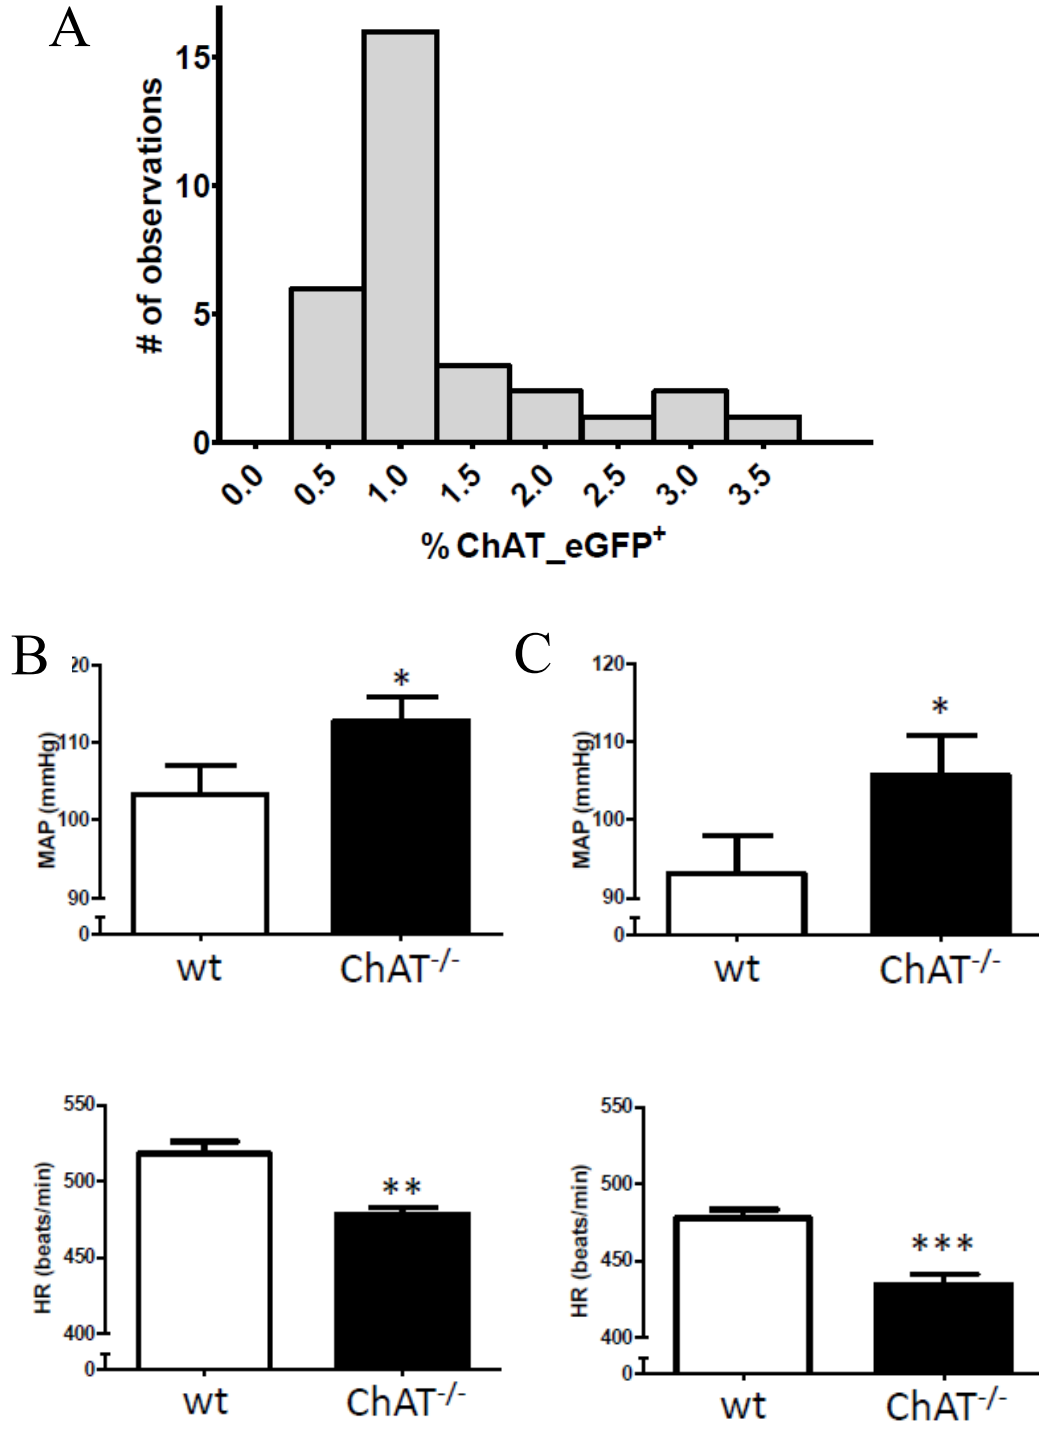 A
# of observations
15
10
5
0
0.0 0.5 1.0 1.5 2.0 2.5 3.0 3.5
% ChAT_eGFP+
B
MAP (mmHg)
20
110
100
90
0
*
wt ChAT-/-
C
MAP (mmHg)
120
110
100
90
0
*
wt ChAT-/-
HR (beats/min)
550
500
450
400
0
**
wt ChAT-/-
HR (beats/min)
550
500
450
400
0
***
wt ChAT-/-